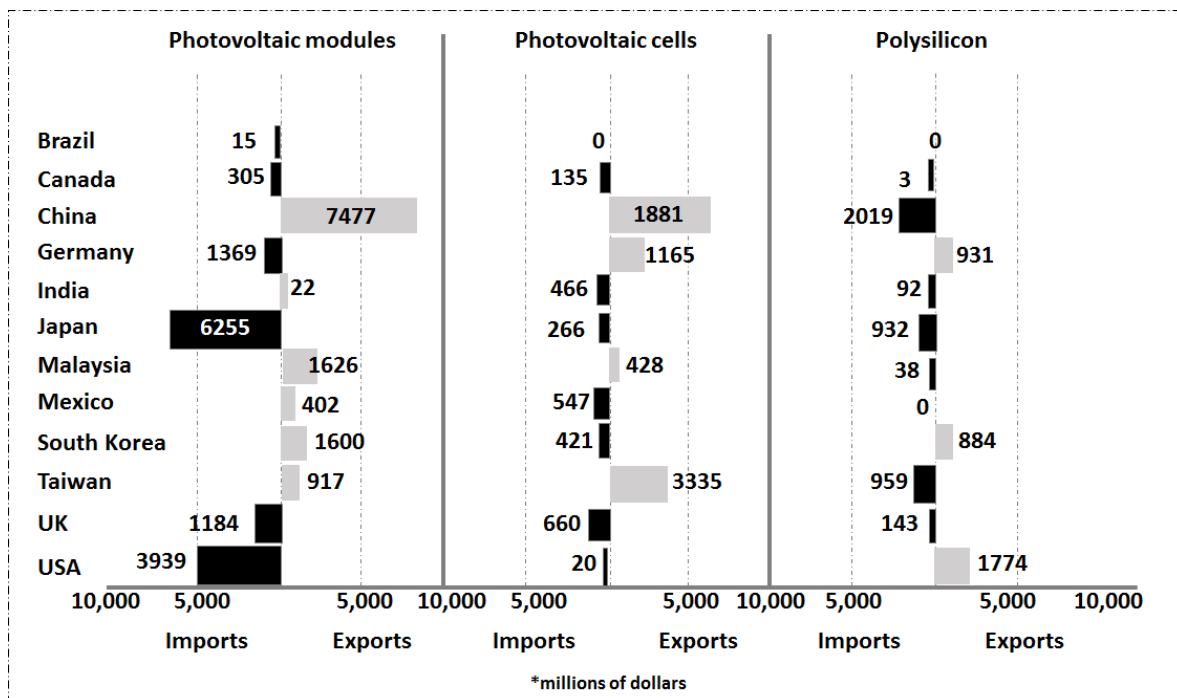 Photovoltaic modules Photovoltaic cells Polysilicon
Brazil 15 0 0
Canada 305 135 3
China 7477 1881 2019
Germany 1369 1165 931
India 22 466 92
Japan 6255 266 932
Malaysia 1626 428 38
Mexico 402 547 0
South Korea 1600 421 884
Taiwan 917 3335 959
UK 1184 660 143
USA 3939 20 1774
10,000 5,000 5,000 10,000 5,000 5,000 10,000 5,000 5,000 10,000
Imports Exports Imports Exports Imports Exports
*millions of dollars